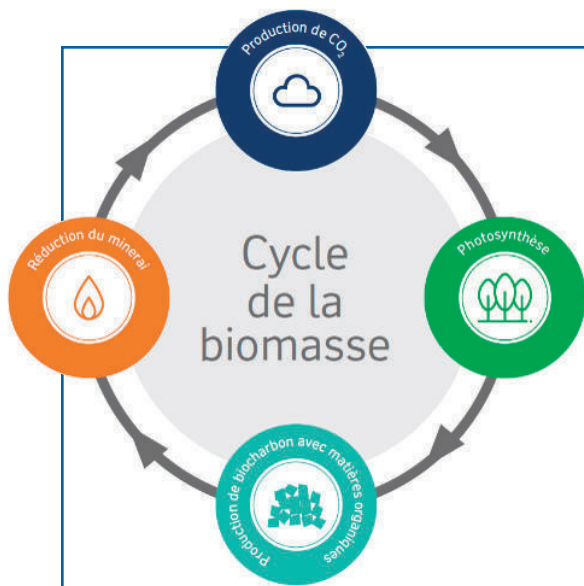 Production de CO₂
Photosynthèse
Cycle
de la
biomasse
Réduction du minerai
Production de biocharbon avec matières organiques